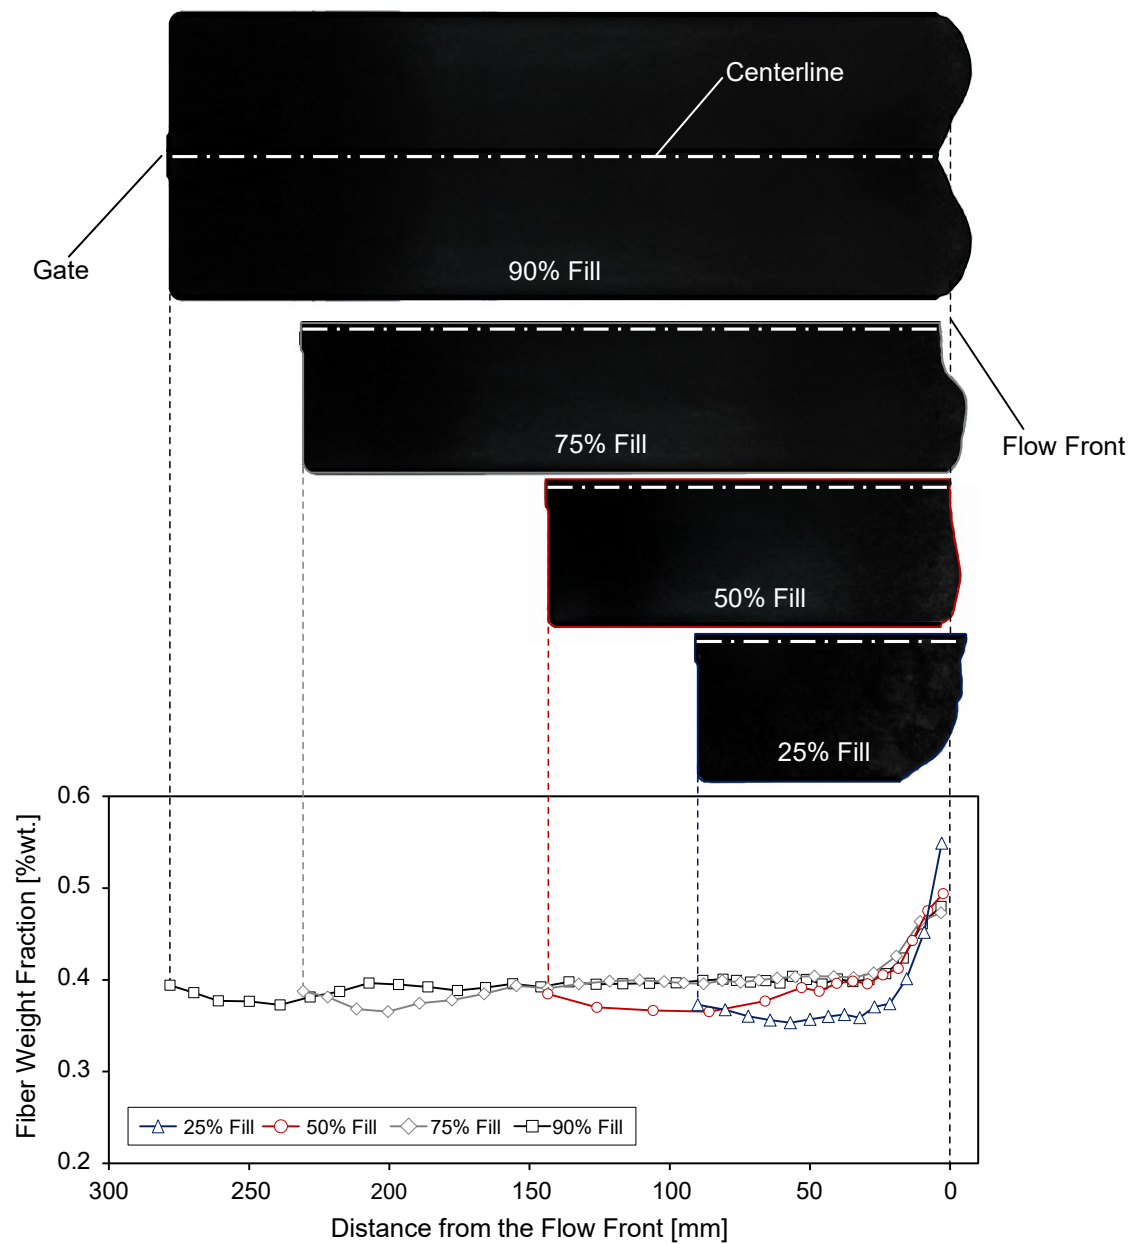 Centerline
Gate
90% Fill
75% Fill
Flow Front
50% Fill
25% Fill
0.6
0.5
0.4
0.3
0.2
Fiber Weight Fraction [%wt.]
25% Fill 50% Fill 75% Fill 90% Fill
300 250 200 150 100 50 0
Distance from the Flow Front [mm]